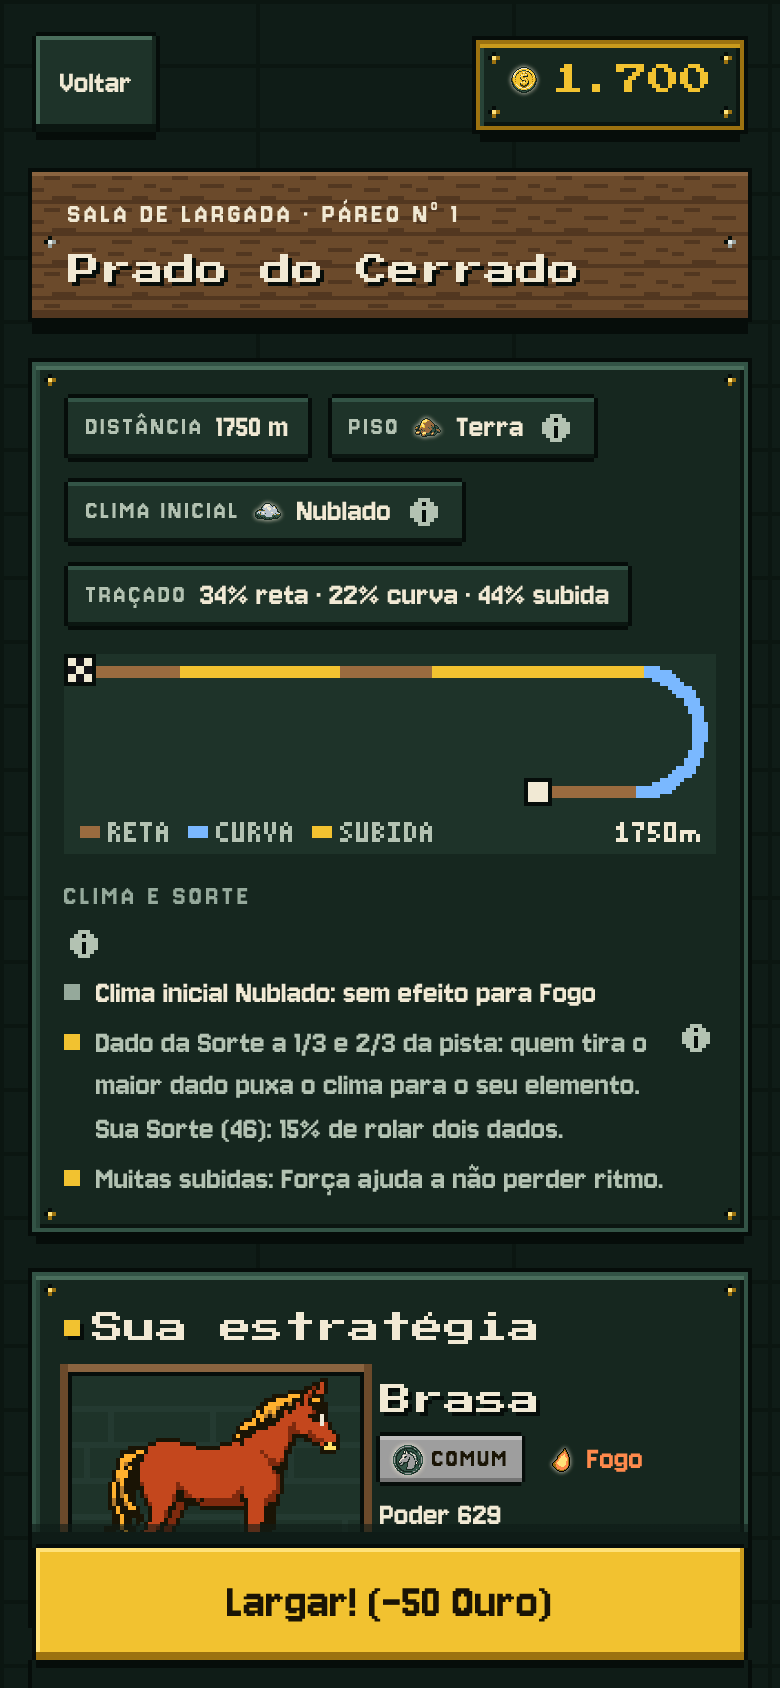 Voltar
1.700
SALA DE LARGADA · PÁREO Nº 1
Prado do Cerrado
DISTÂNCIA 1750 m
PISO Terra
CLIMA INICIAL Nublado
TRAÇADO 34% reta · 22% curva · 44% subida
RETA CURVA SUBIDA 1750m
CLIMA E SORTE
Clima inicial Nublado: sem efeito para Fogo
Dado da Sorte a 1/3 e 2/3 da pista: quem tira o
maior dado puxa o clima para o seu elemento.
Sua Sorte (46): 15% de rolar dois dados.
Muitas subidas: Força ajuda a não perder ritmo.
Sua estratégia
Brasa
COMUM Fogo
Poder 629
Largar! (-50 Ouro)